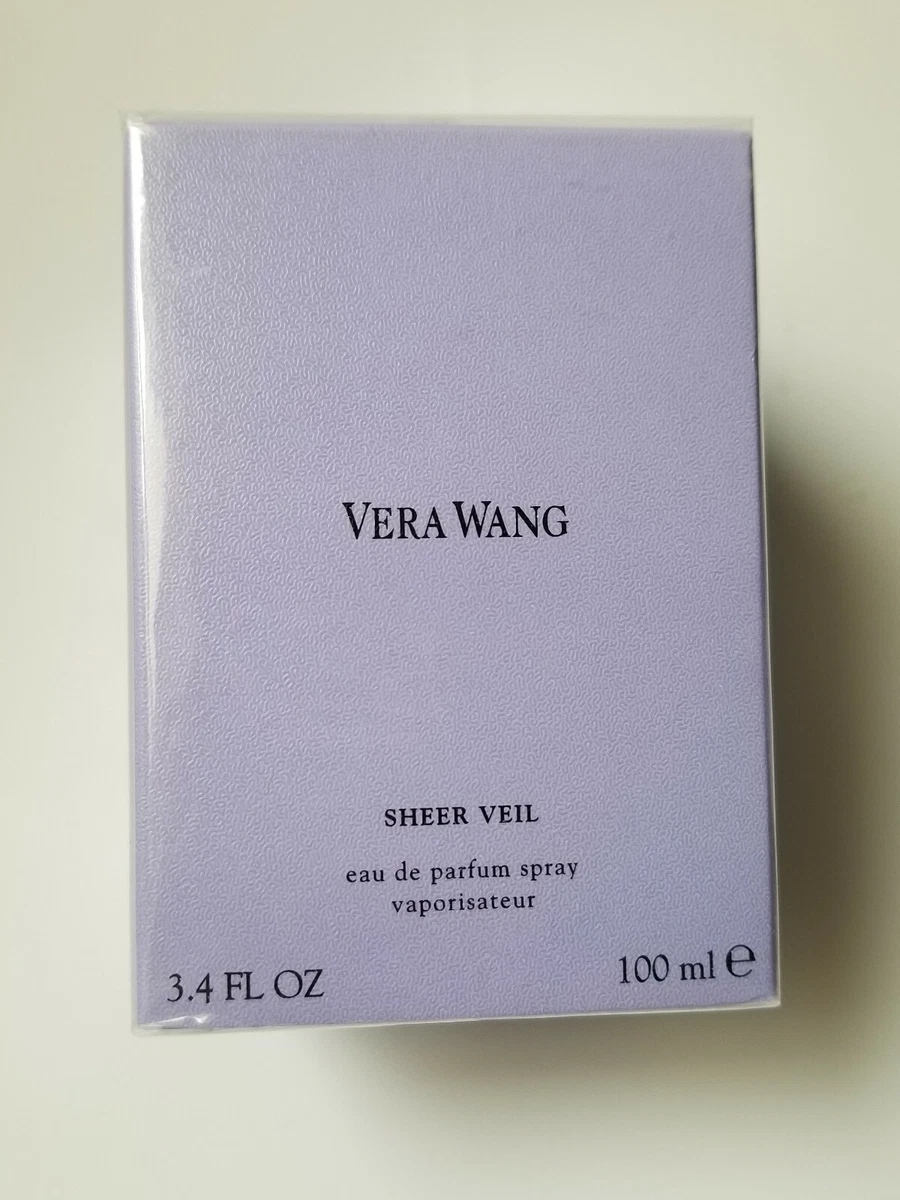 VERA WANG
SHEER VEIL
eau de parfum spray
vaporisateur
3.4 FL OZ
100 ml ℮